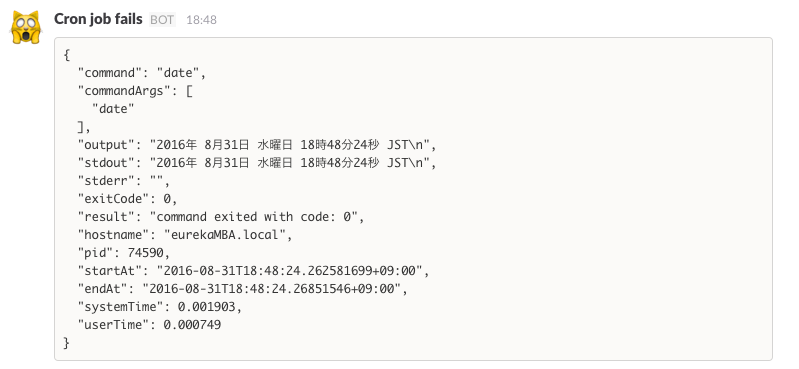 Cron job fails BOT 18:48
{
  "command": "date",
  "commandArgs": [
    "date"
  ],
  "output": "2016年 8月31日 水曜日 18時48分24秒 JST\n",
  "stdout": "2016年 8月31日 水曜日 18時48分24秒 JST\n",
  "stderr": "",
  "exitCode": 0,
  "result": "command exited with code: 0",
  "hostname": "eurekaMBA.local",
  "pid": 74590,
  "startAt": "2016-08-31T18:48:24.262581699+09:00",
  "endAt": "2016-08-31T18:48:24.26851546+09:00",
  "systemTime": 0.001903,
  "userTime": 0.000749
}